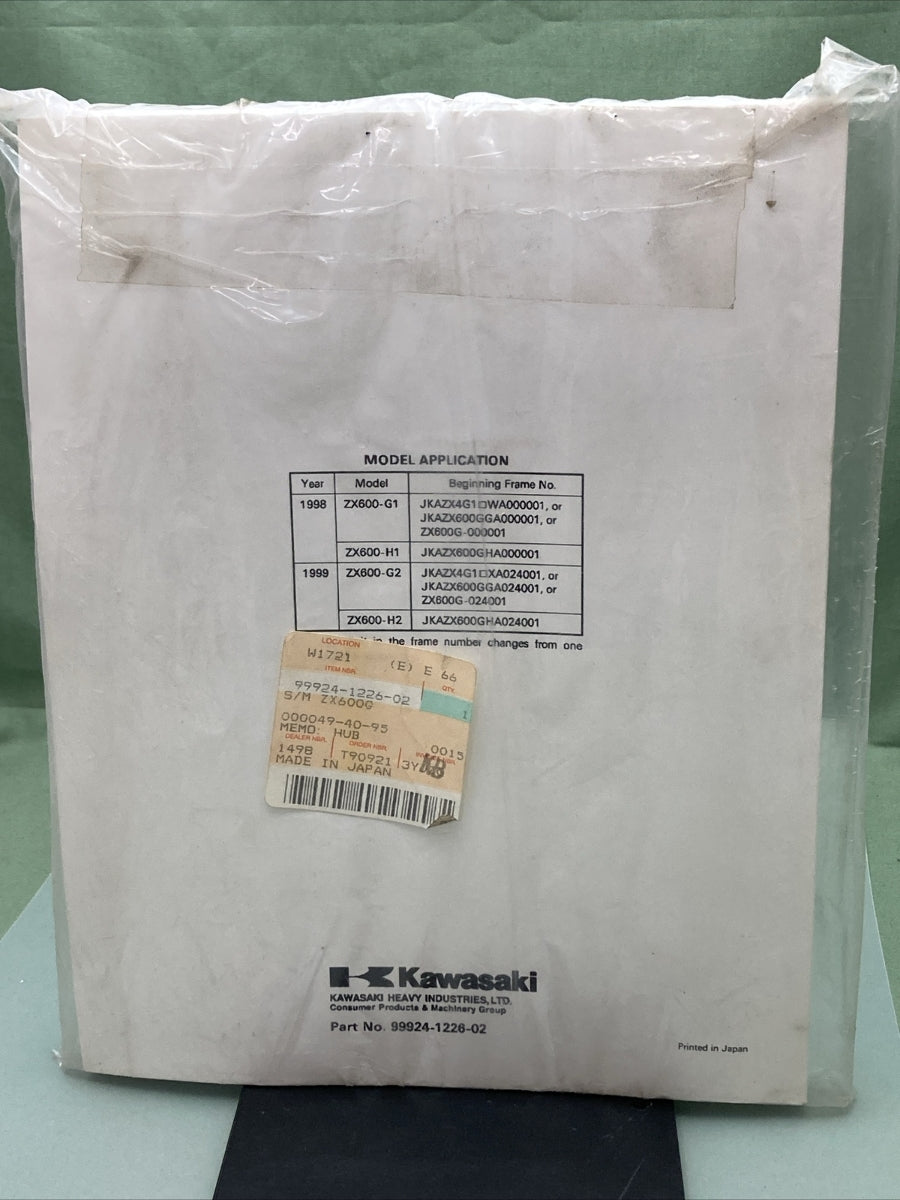 MODEL APPLICATION
Year Model Beginning Frame No.
1998 ZX600-G1 JKAZX4G1□WA000001, or
JKAZX600GGA000001, or
ZX600G-000001
ZX600-H1 JKAZX600GHA000001
1999 ZX600-G2 JKAZX4G1□XA024001, or
JKAZX600GGA024001, or
ZX600G-024001
ZX600-H2 JKAZX600GHA024001
in the frame number changes from one
LOCATION
W1721 (E) E 66
ITEM NBR. QTY.
99924-1226-02
S/M ZX600G 1
000049-40-95
MEMO: HUB 0015
DEALER NBR. ORDER NBR.
1498 T90921 3Y
MADE IN JAPAN
Kawasaki
KAWASAKI HEAVY INDUSTRIES, LTD.
Consumer Products & Machinery Group
Part No. 99924-1226-02
Printed in Japan